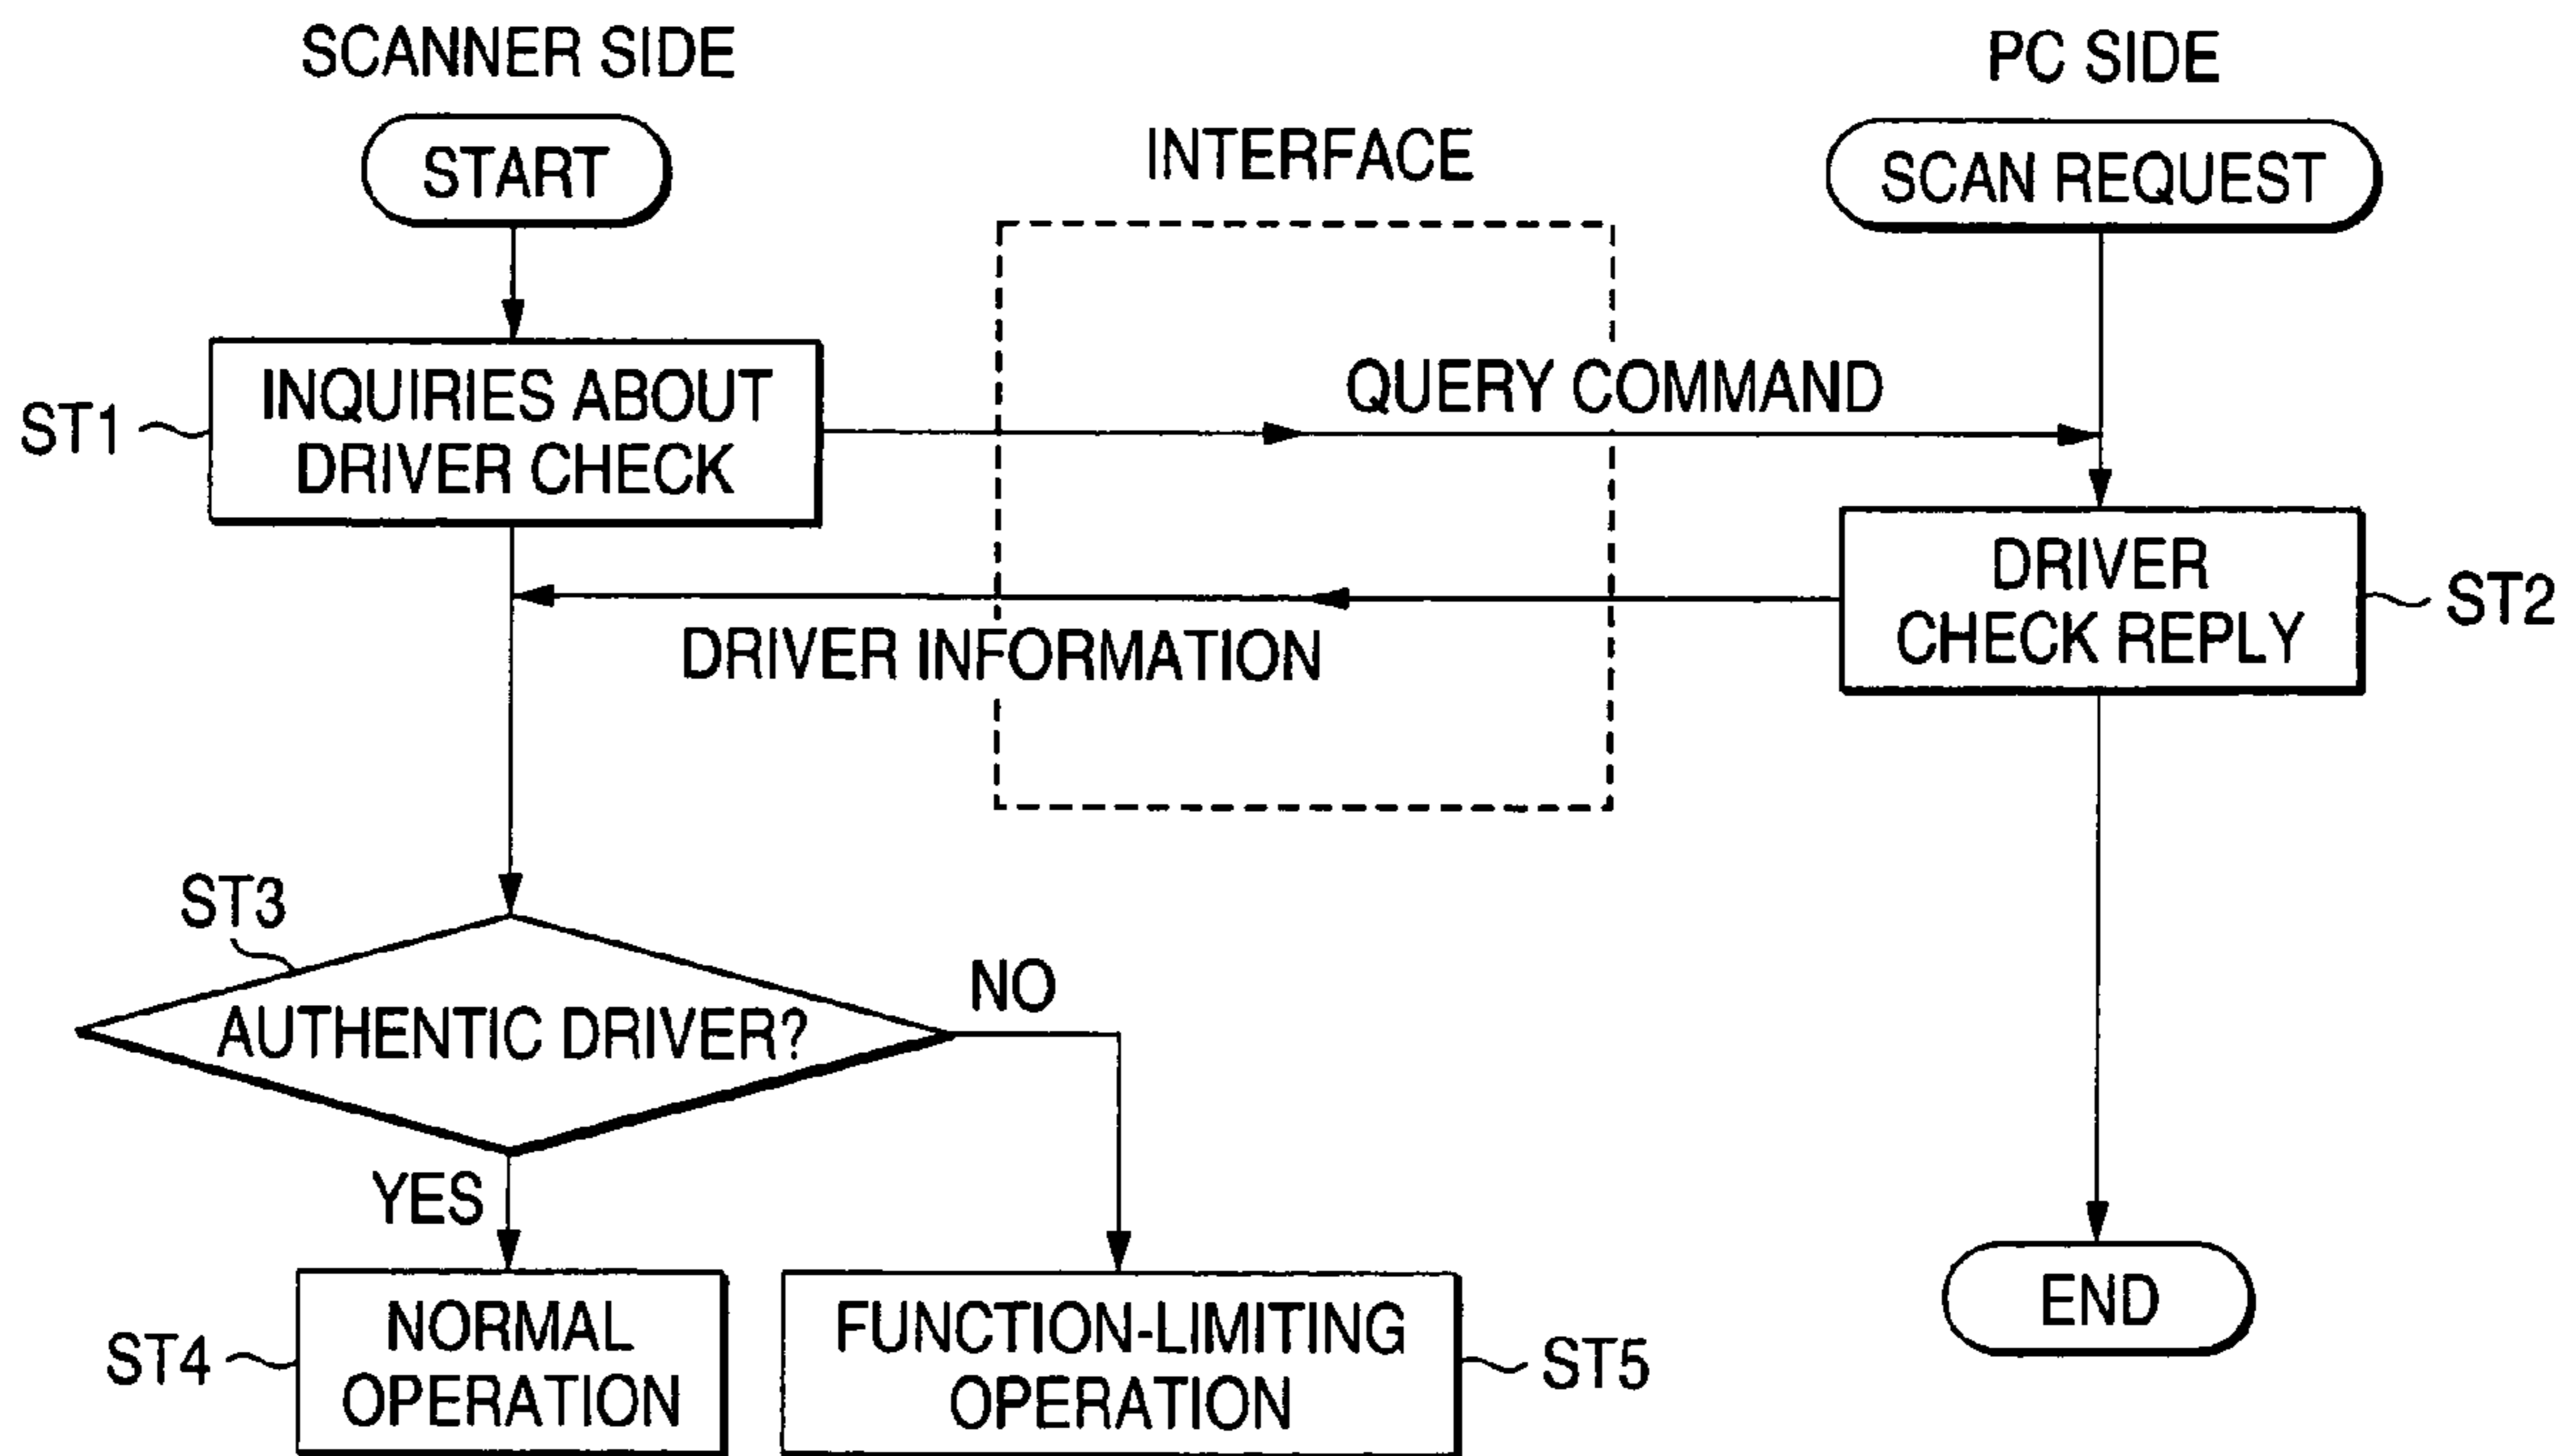 SCANNER SIDE
PC SIDE
START
INTERFACE
SCAN REQUEST
ST1
INQUIRIES ABOUT
DRIVER CHECK
QUERY COMMAND
DRIVER
CHECK REPLY
ST2
DRIVER INFORMATION
ST3
AUTHENTIC DRIVER?
NO
YES
ST4
NORMAL
OPERATION
FUNCTION-LIMITING
OPERATION
ST5
END